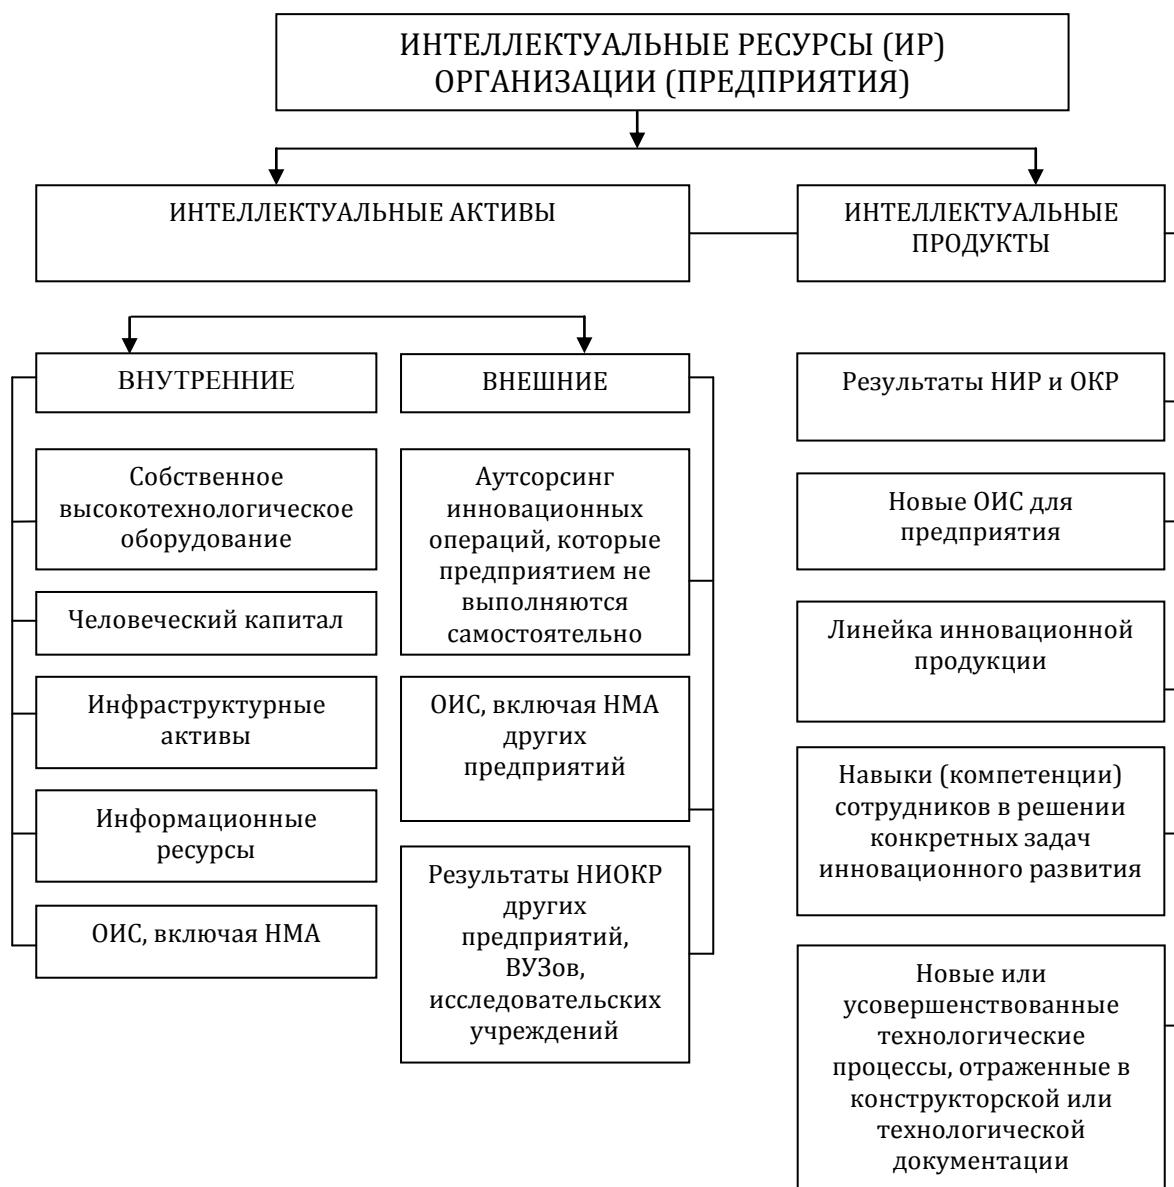 ИНТЕЛЛЕКТУАЛЬНЫЕ РЕСУРСЫ (ИР)
ОРГАНИЗАЦИИ (ПРЕДПРИЯТИЯ)
ИНТЕЛЛЕКТУАЛЬНЫЕ АКТИВЫ
ИНТЕЛЛЕКТУАЛЬНЫЕ
ПРОДУКТЫ
ВНУТРЕННИЕ
Собственное
высокотехнологическое
оборудование
Человеческий капитал
Инфраструктурные
активы
Информационные
ресурсы
ОИС, включая НМА
ВНЕШНИЕ
Аутсорсинг
инновационных
операций, которые
предприятием не
выполняются
самостоятельно
ОИС, включая НМА
других
предприятий
Результаты НИОКР
других
предприятий,
ВУЗов,
исследовательских
учреждений
Результаты НИР и ОКР
Новые ОИС для
предприятия
Линейка инновационной
продукции
Навыки (компетенции)
сотрудников в решении
конкретных задач
инновационного развития
Новые или
усовершенствованные
технологические
процессы, отраженные в
конструкторской или
технологической
документации